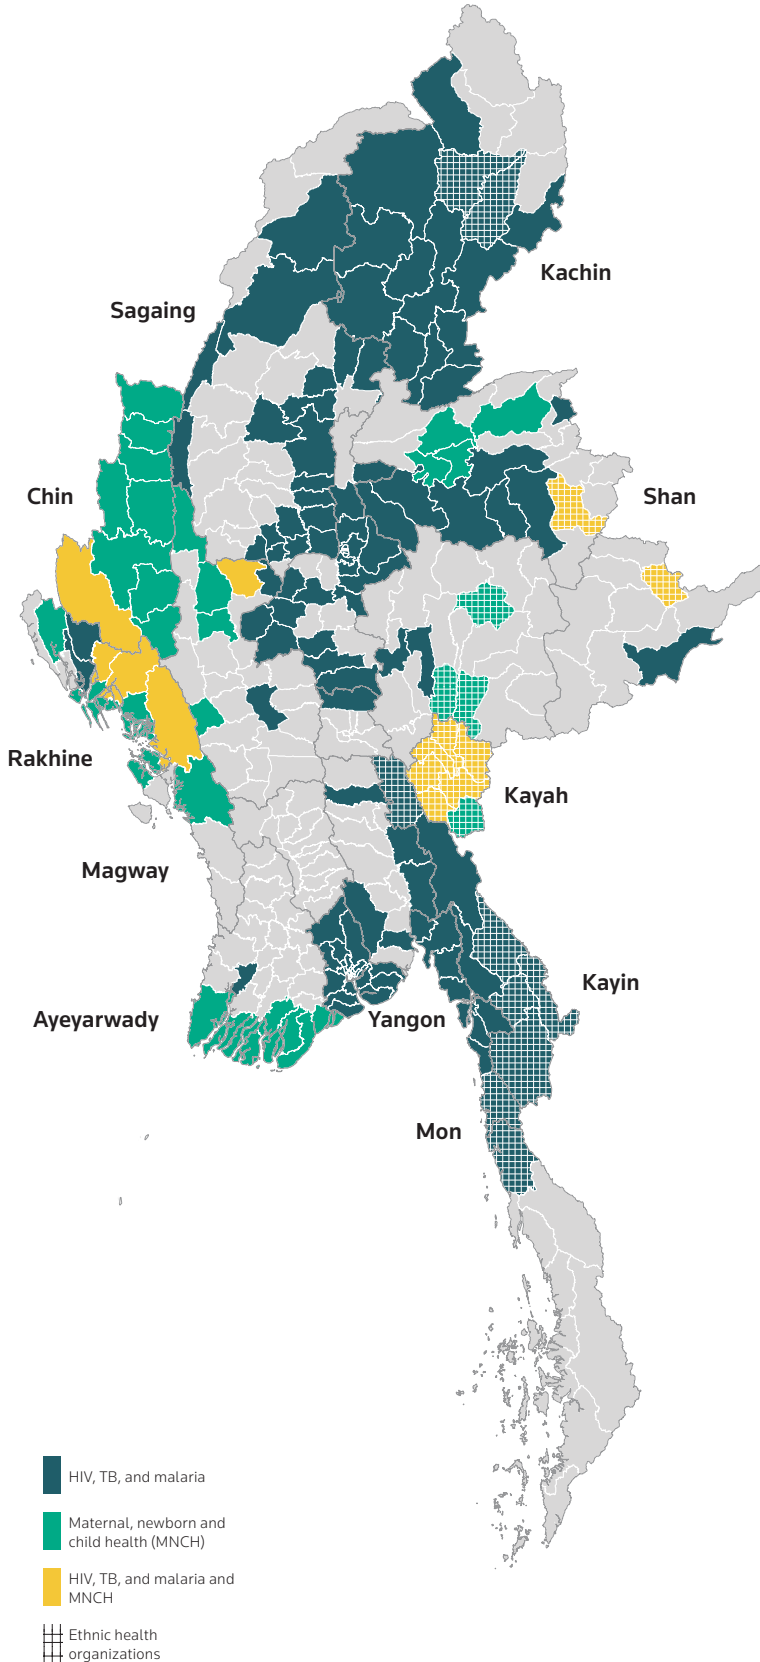 Kachin
Sagaing
Chin
Shan
Rakhine
Kayah
Magway
Kayin
Ayeyarwady
Yangon
Mon
HIV, TB, and malaria
Maternal, newborn and
child health (MNCH)
HIV, TB, and malaria and
MNCH
Ethnic health
organizations